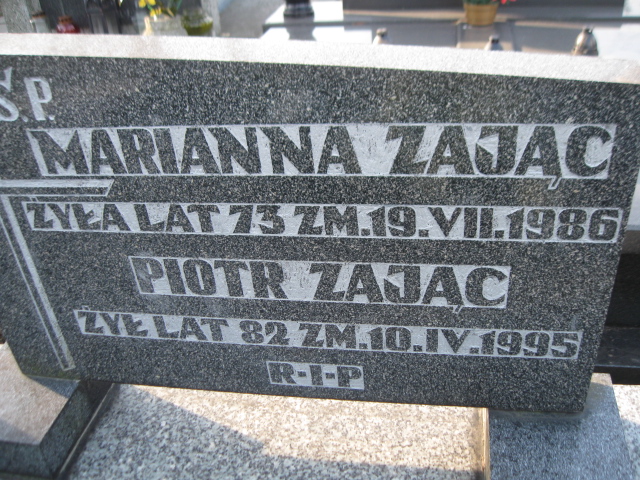 Ś.P.
MARIANNA ZAJĄC
ŻYŁA LAT 73 ZM.19.VII.1986
PIOTR ZAJĄC
ŻYŁ LAT 82 ZM.10.IV.1995
R-I-P